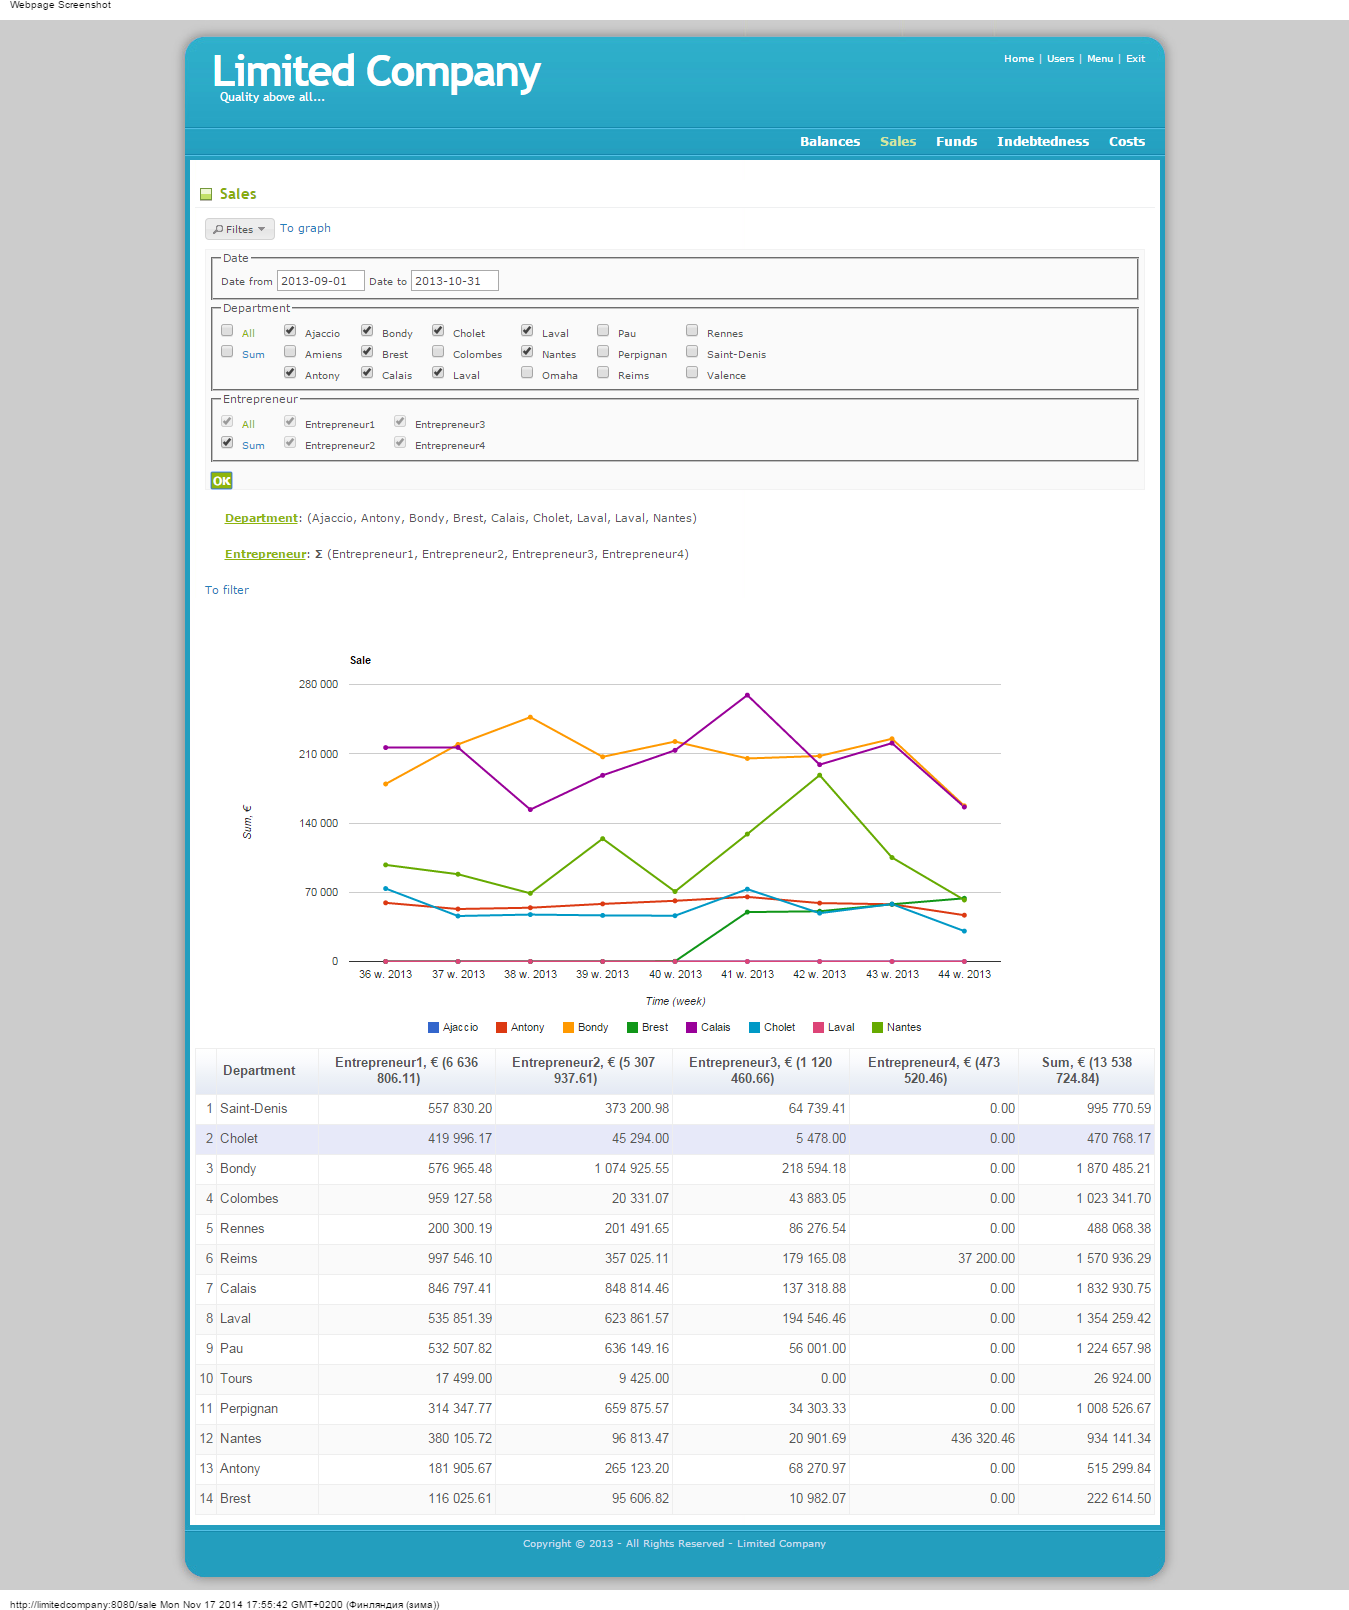 Webpage Screenshot
Limited Company
Quality above all...
Home | Users | Menu | Exit
Balances Sales Funds Indebtedness Costs
Sales
Filtes To graph
Date
Date from 2013-09-01 Date to 2013-10-31
Department
All Ajaccio Bondy Cholet Laval Pau Rennes
Sum Amiens Brest Colombes Nantes Perpignan Saint-Denis
Antony Calais Laval Omaha Reims Valence
Entrepreneur
All Entrepreneur1 Entrepreneur3
Sum Entrepreneur2 Entrepreneur4
OK
Department: (Ajaccio, Antony, Bondy, Brest, Calais, Cholet, Laval, Laval, Nantes)
Entrepreneur: Σ (Entrepreneur1, Entrepreneur2, Entrepreneur3, Entrepreneur4)
To filter
Sale
280 000
210 000
140 000
70 000
0
Sum, €
36 w. 2013 37 w. 2013 38 w. 2013 39 w. 2013 40 w. 2013 41 w. 2013 42 w. 2013 43 w. 2013 44 w. 2013
Time (week)
Ajaccio Antony Bondy Brest Calais Cholet Laval Nantes
Department Entrepreneur1, € (6 636 806.11) Entrepreneur2, € (5 307 937.61) Entrepreneur3, € (1 120 460.66) Entrepreneur4, € (473 520.46) Sum, € (13 538 724.84)
1 Saint-Denis 557 830.20 373 200.98 64 739.41 0.00 995 770.59
2 Cholet 419 996.17 45 294.00 5 478.00 0.00 470 768.17
3 Bondy 576 965.48 1 074 925.55 218 594.18 0.00 1 870 485.21
4 Colombes 959 127.58 20 331.07 43 883.05 0.00 1 023 341.70
5 Rennes 200 300.19 201 491.65 86 276.54 0.00 488 068.38
6 Reims 997 546.10 357 025.11 179 165.08 37 200.00 1 570 936.29
7 Calais 846 797.41 848 814.46 137 318.88 0.00 1 832 930.75
8 Laval 535 851.39 623 861.57 194 546.46 0.00 1 354 259.42
9 Pau 532 507.82 636 149.16 56 001.00 0.00 1 224 657.98
10 Tours 17 499.00 9 425.00 0.00 0.00 26 924.00
11 Perpignan 314 347.77 659 875.57 34 303.33 0.00 1 008 526.67
12 Nantes 380 105.72 96 813.47 20 901.69 436 320.46 934 141.34
13 Antony 181 905.67 265 123.20 68 270.97 0.00 515 299.84
14 Brest 116 025.61 95 606.82 10 982.07 0.00 222 614.50
Copyright © 2013 - All Rights Reserved - Limited Company
http://limitedcompany:8080/sale Mon Nov 17 2014 17:55:42 GMT+0200 (Финляндия (зима))